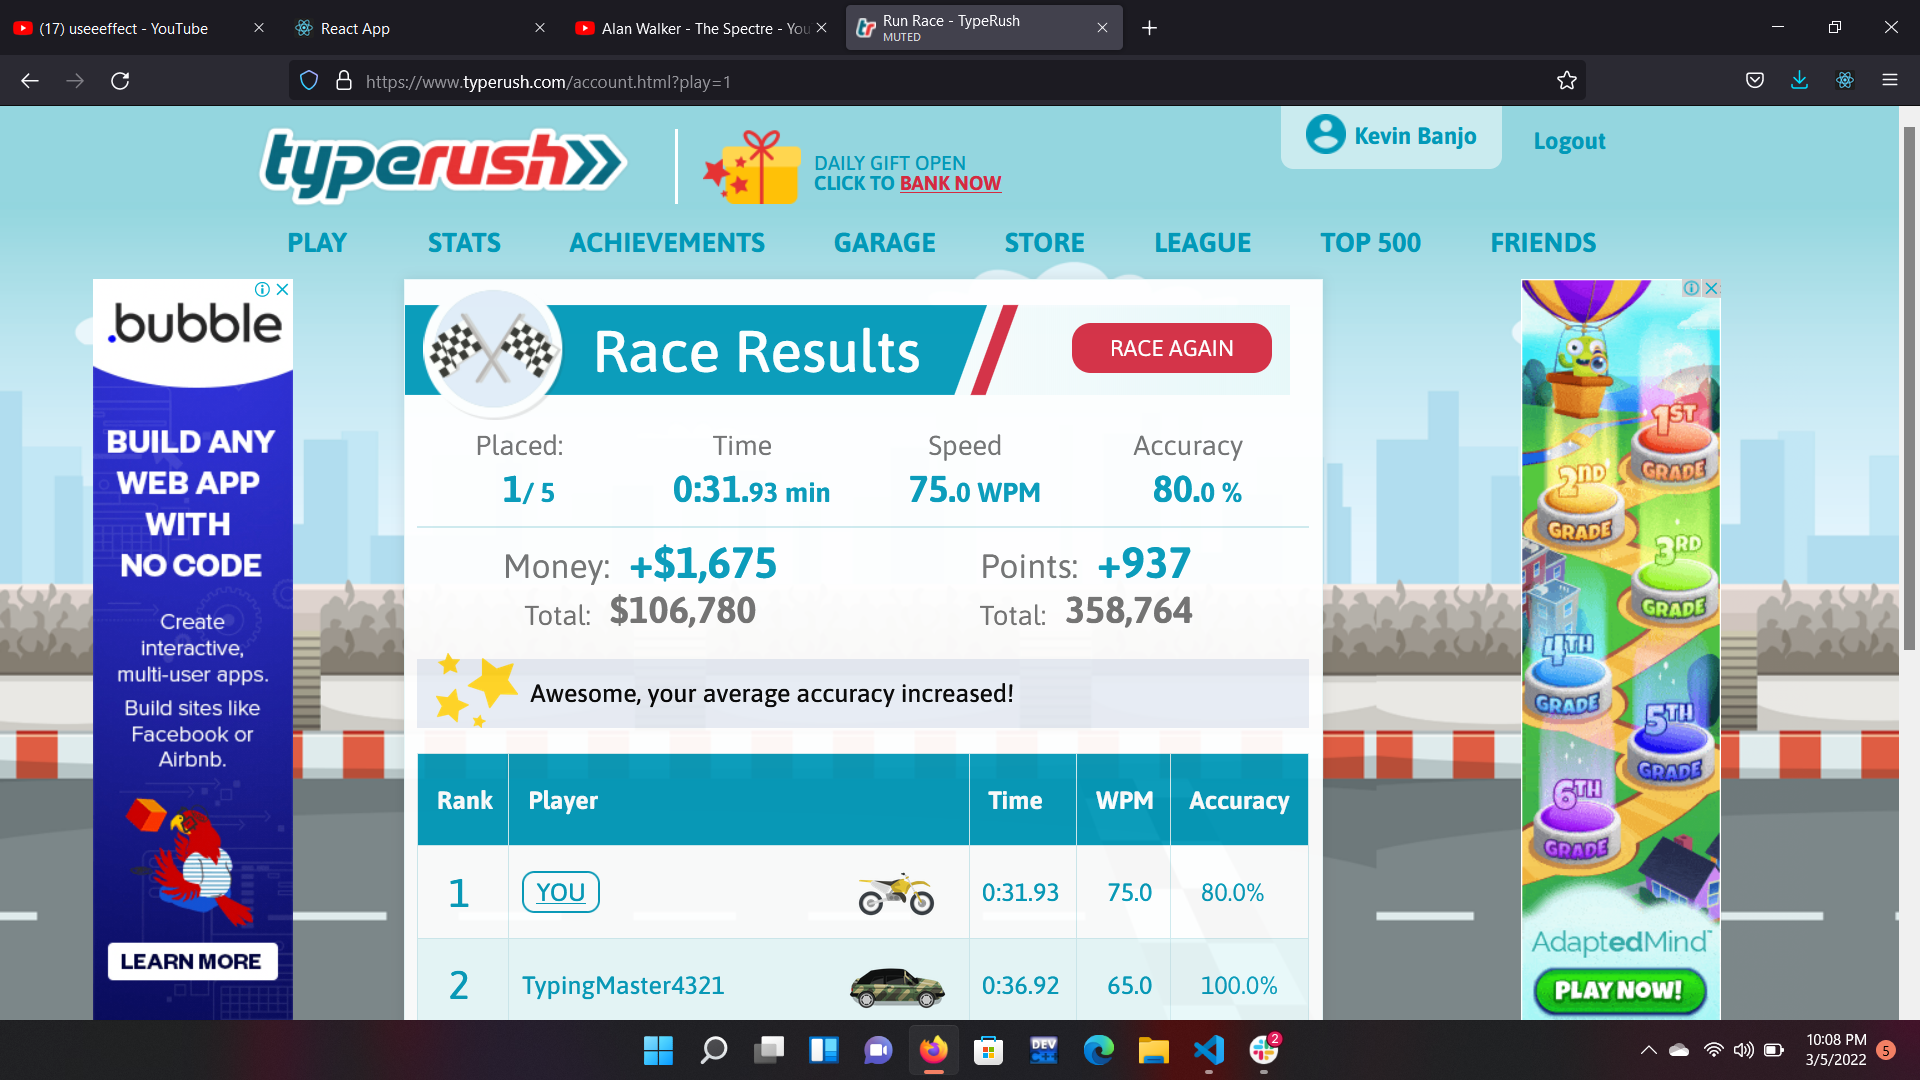 (17) useeeffect - YouTube
React App
Alan Walker - The Spectre - You
Run Race - TypeRush
MUTED
https://www.typerush.com/account.html?play=1
typerush
DAILY GIFT OPEN
CLICK TO BANK NOW
Kevin Banjo
Logout
PLAY STATS ACHIEVEMENTS GARAGE STORE LEAGUE TOP 500 FRIENDS
.bubble
BUILD ANY
WEB APP
WITH
NO CODE
Create
interactive,
multi-user apps.
Build sites like
Facebook or
Airbnb.
LEARN MORE
Race Results
RACE AGAIN
Placed: Time Speed Accuracy
1/ 5 0:31.93 min 75.0 WPM 80.0 %
Money: +$1,675 Points: +937
Total: $106,780 Total: 358,764
Awesome, your average accuracy increased!
Rank Player Time WPM Accuracy
1 YOU 0:31.93 75.0 80.0%
2 TypingMaster4321 0:36.92 65.0 100.0%
1ST
GRADE
2ND
GRADE
3RD
GRADE
4TH
GRADE
5TH
GRADE
6TH
GRADE
AdaptedMind™
PLAY NOW!
DEV
2
10:08 PM
3/5/2022
5